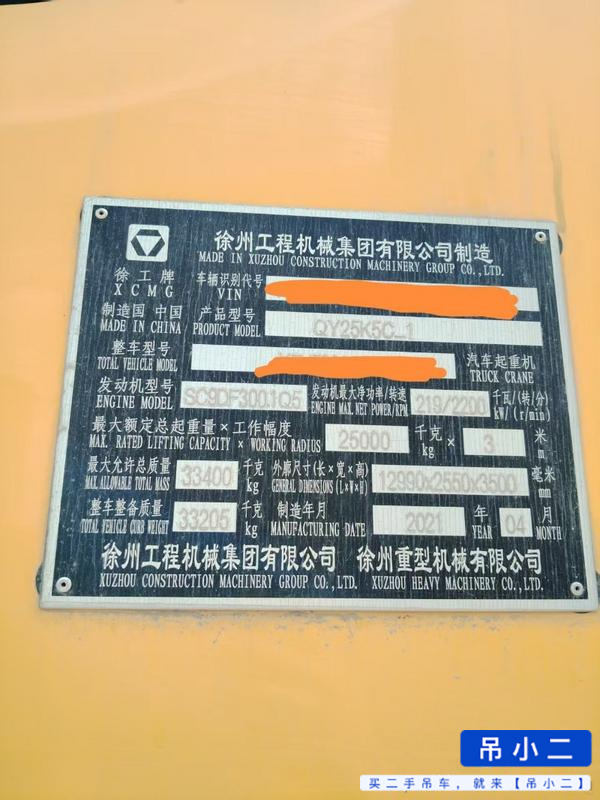 徐州工程机械集团有限公司制造
MADE IN XUZHOU CONSTRUCTION MACHINERY GROUP CO.,LTD.
徐工牌
XCMG
车辆识别代号
VIN
制造国 中国
MADE IN CHINA
产品型号
PRODUCT MODEL
QY25K5C_1
整车型号
TOTAL VEHICLE MODEL
汽车起重机
TRUCK CRANE
发动机型号
ENGINE MODEL
SC9DF300.1Q5
发动机最大净功率/转速
ENGINE MAX.NET POWER/RPM
219/2200
千瓦/(转/分)
kW/(r/min)
最大额定总起重量×工作幅度
MAX. RATED LIFTING CAPACITY × WORKING RADIUS
25000
千克
kg
×
3
米
m
最大允许总质量
MAX.ALLOWABLE TOTAL MASS
33400
千克
kg
外廓尺寸(长×宽×高)
GENERAL DIMENSIONS (L×W×H)
12990x2550x3500
毫米
mm
整车整备质量
TOTAL VEHICLE CURB WEIGHT
33205
千克
kg
制造年月
MANUFACTURING DATE
2021
年
YEAR
04
月
MONTH
徐州工程机械集团有限公司 徐州重型机械有限公司
XUZHOU CONSTRUCTION MACHINERY GROUP CO.,LTD. XUZHOU HEAVY MACHINERY CO.,LTD.
吊小二
买二手吊车，就来【吊小二】